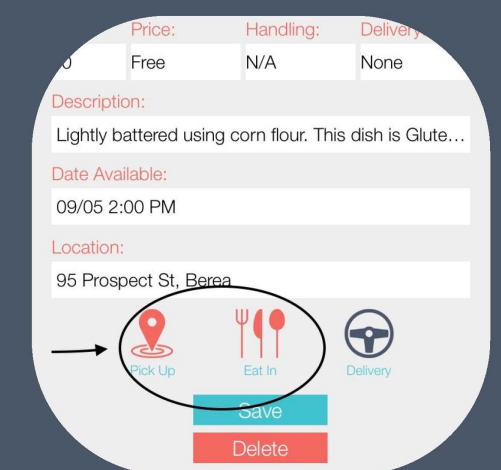 Price: Handling: Delivery
Free N/A None
Description:
Lightly battered using corn flour. This dish is Glute...
Date Available:
09/05 2:00 PM
Location:
95 Prospect St, Berea
Pick Up Eat In Delivery
Save
Delete